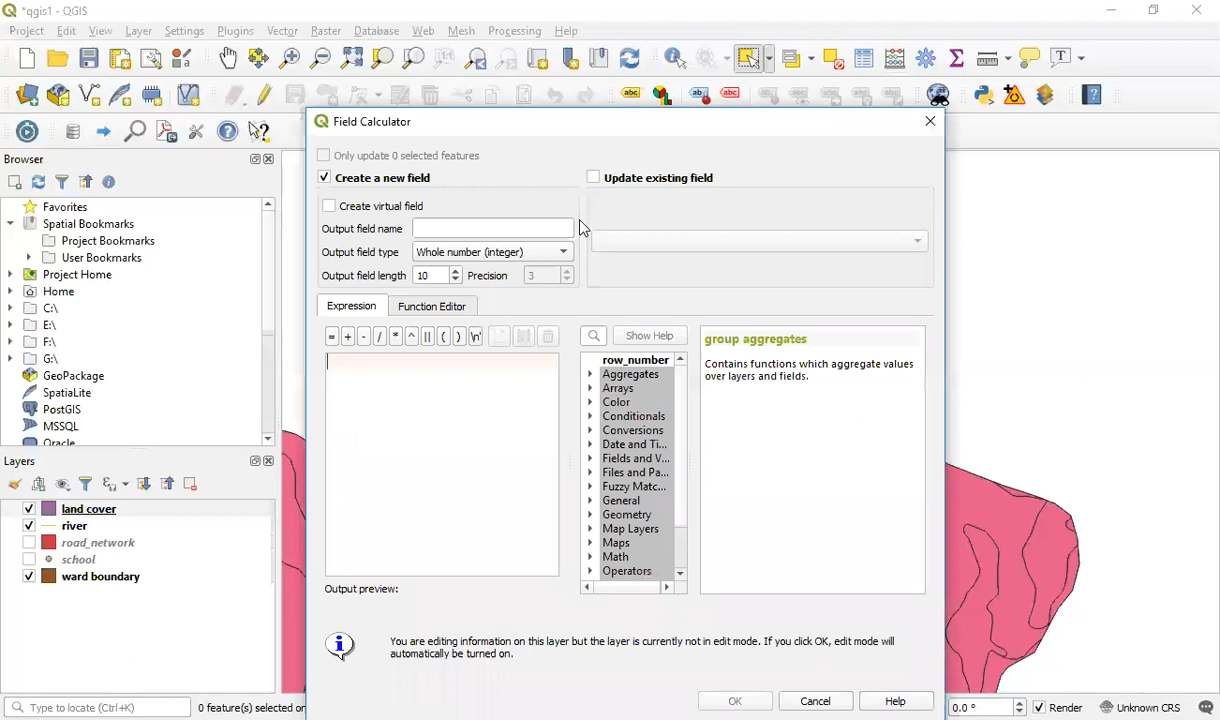 *qgis1 - QGIS
Project Edit View Layer Settings Plugins Vector Raster Database Web Mesh Processing Help
abc abc abc
Browser
Favorites
Spatial Bookmarks
Project Bookmarks
User Bookmarks
Project Home
Home
C:\
E:\
F:\
G:\
GeoPackage
SpatiaLite
PostGIS
MSSQL
Oracle
Layers
land cover
river
road_network
school
ward boundary
Field Calculator
Only update 0 selected features
Create a new field
Update existing field
Create virtual field
Output field name
Output field type Whole number (integer)
Output field length 10 Precision 3
Expression Function Editor
= + - / * ^ || ( ) '\n'
Show Help
row_number
Aggregates
Arrays
Color
Conditionals
Conversions
Date and Ti...
Fields and V...
Files and Pa...
Fuzzy Matc...
General
Geometry
Map Layers
Maps
Math
Operators
group aggregates
Contains functions which aggregate values
over layers and fields.
Output preview:
You are editing information on this layer but the layer is currently not in edit mode. If you click OK, edit mode will
automatically be turned on.
OK Cancel Help
Type to locate (Ctrl+K) 0 feature(s) selected on 0.0 ° Render Unknown CRS